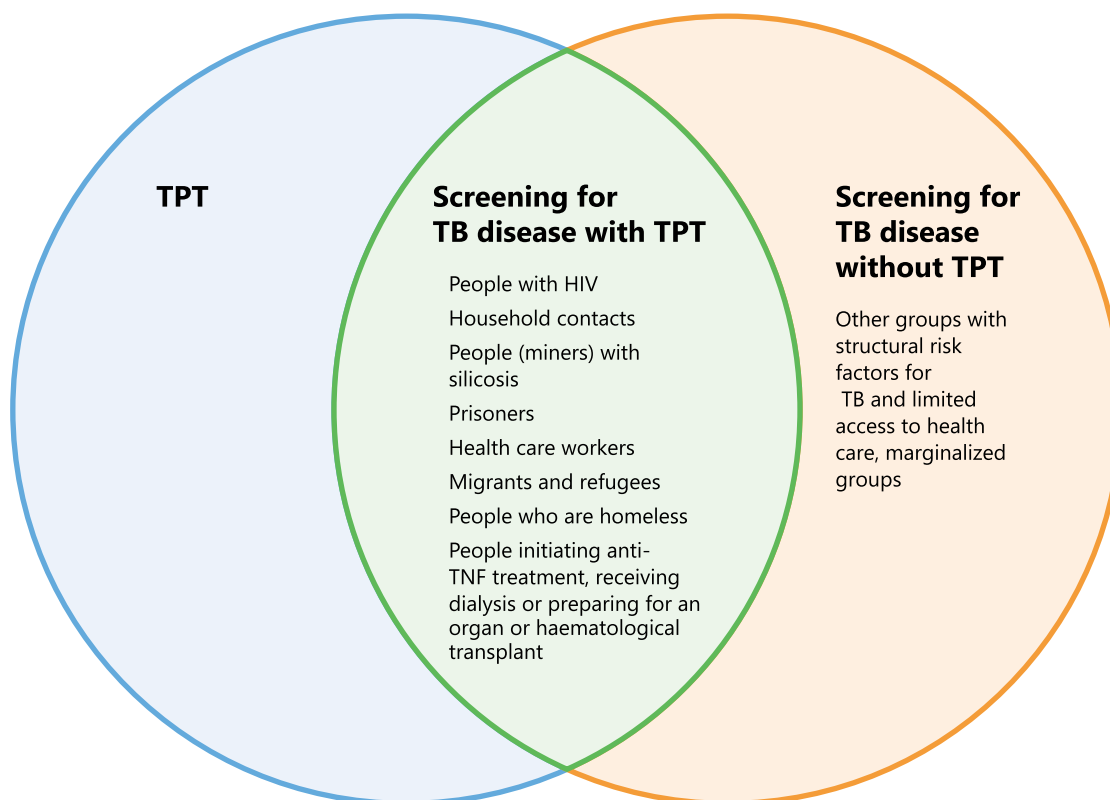 TPT
Screening for
TB disease with TPT
People with HIV
Household contacts
People (miners) with
silicosis
Prisoners
Health care workers
Migrants and refugees
People who are homeless
People initiating anti-
TNF treatment, receiving
dialysis or preparing for an
organ or haematological
transplant
Screening for
TB disease
without TPT
Other groups with
structural risk
factors for
TB and limited
access to health
care, marginalized
groups